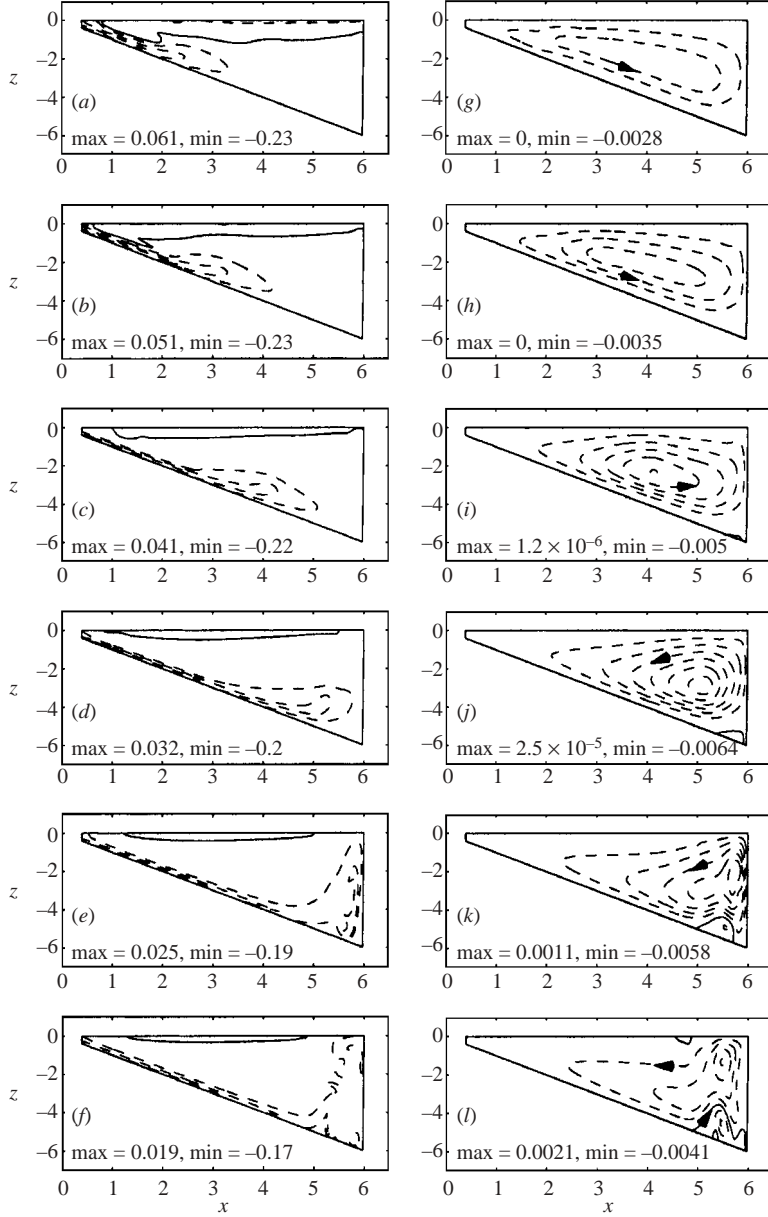 0 0
z −2 −2
−4 (a) −4 (g)
−6 max = 0.061, min = −0.23 −6 max = 0, min = −0.0028
0 1 2 3 4 5 6 0 1 2 3 4 5 6
0 0
z −2 −2
−4 (b) −4 (h)
−6 max = 0.051, min = −0.23 −6 max = 0, min = −0.0035
0 1 2 3 4 5 6 0 1 2 3 4 5 6
0 0
z −2 −2
−4 (c) −4 (i)
−6 max = 0.041, min = −0.22 −6 max = 1.2 × 10⁻⁶, min = −0.005
0 1 2 3 4 5 6 0 1 2 3 4 5 6
0 0
z −2 −2
−4 (d) −4 (j)
−6 max = 0.032, min = −0.2 −6 max = 2.5 × 10⁻⁵, min = −0.0064
0 1 2 3 4 5 6 0 1 2 3 4 5 6
0 0
z −2 −2
−4 (e) −4 (k)
−6 max = 0.025, min = −0.19 −6 max = 0.0011, min = −0.0058
0 1 2 3 4 5 6 0 1 2 3 4 5 6
0 0
z −2 −2
−4 (f) −4 (l)
−6 max = 0.019, min = −0.17 −6 max = 0.0021, min = −0.0041
0 1 2 3 4 5 6 0 1 2 3 4 5 6
x x